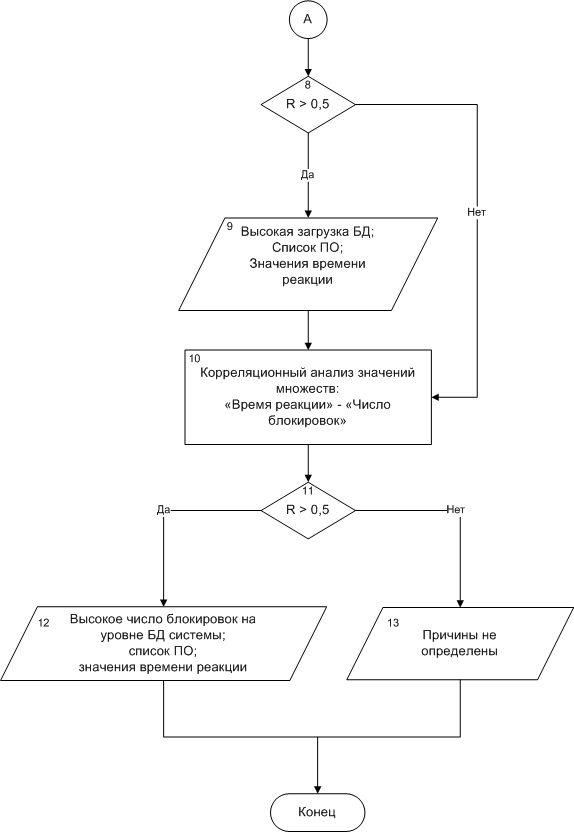 А
8
R > 0,5
Да
Нет
9
Высокая загрузка БД;
Список ПО;
Значения времени
реакции
10
Корреляционный анализ значений
множеств:
«Время реакции» - «Число
блокировок»
11
R > 0,5
Да
Нет
12
Высокое число блокировок на
уровне БД системы;
список ПО;
значения времени реакции
13
Причины не
определены
Конец